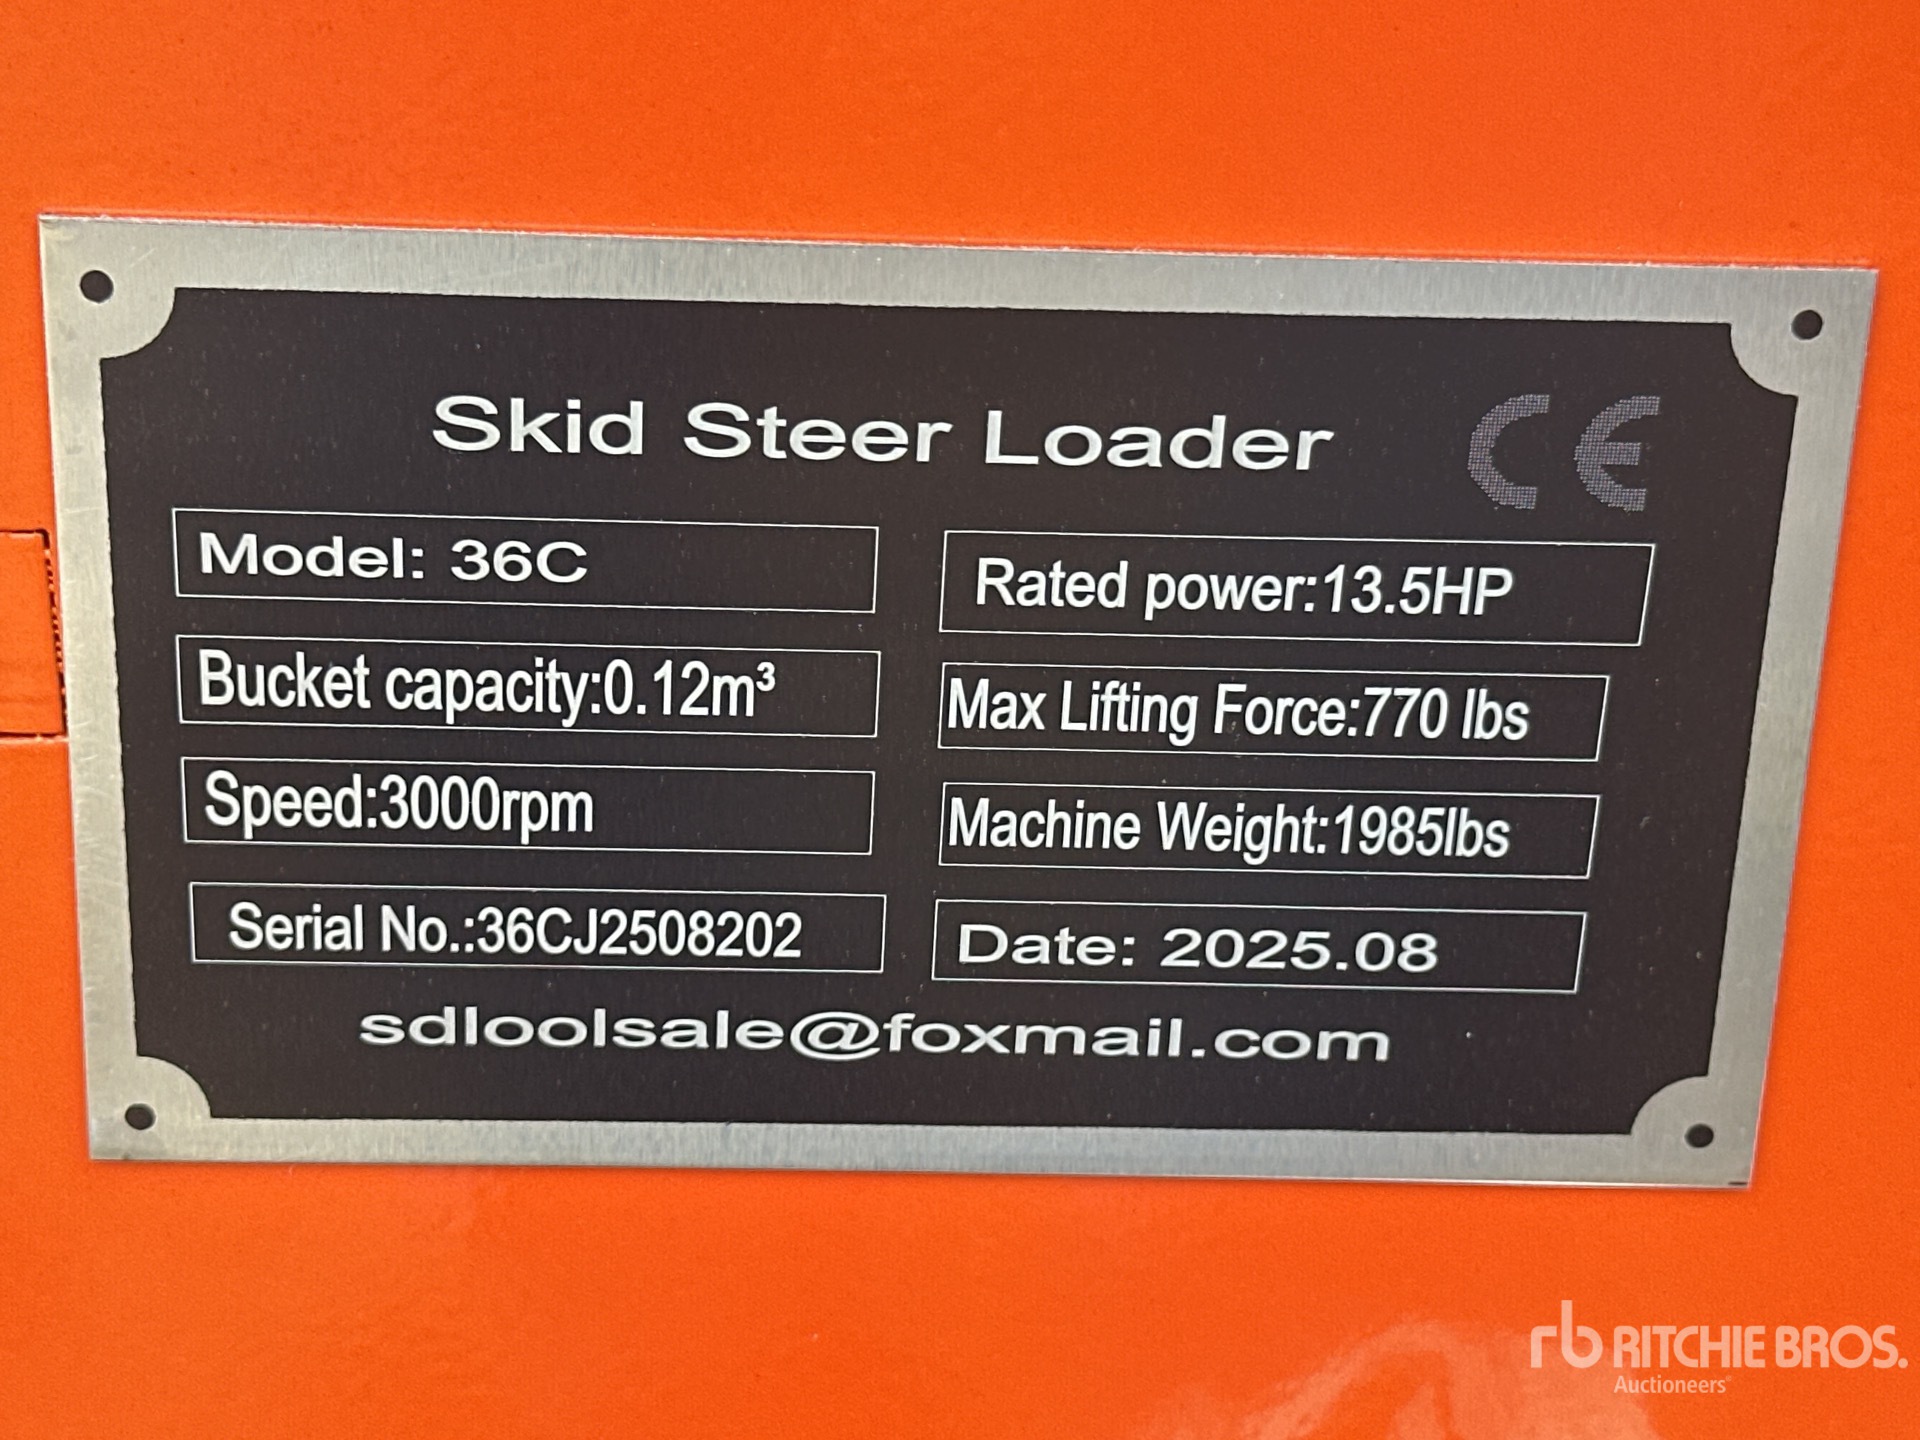 Skid Steer Loader CE
Model: 36C
Rated power:13.5HP
Bucket capacity:0.12m³
Max Lifting Force:770 lbs
Speed:3000rpm
Machine Weight:1985lbs
Serial No.:36CJ2508202
Date: 2025.08
sdloolsale@foxmail.com
rb RITCHIE BROS.
Auctioneers